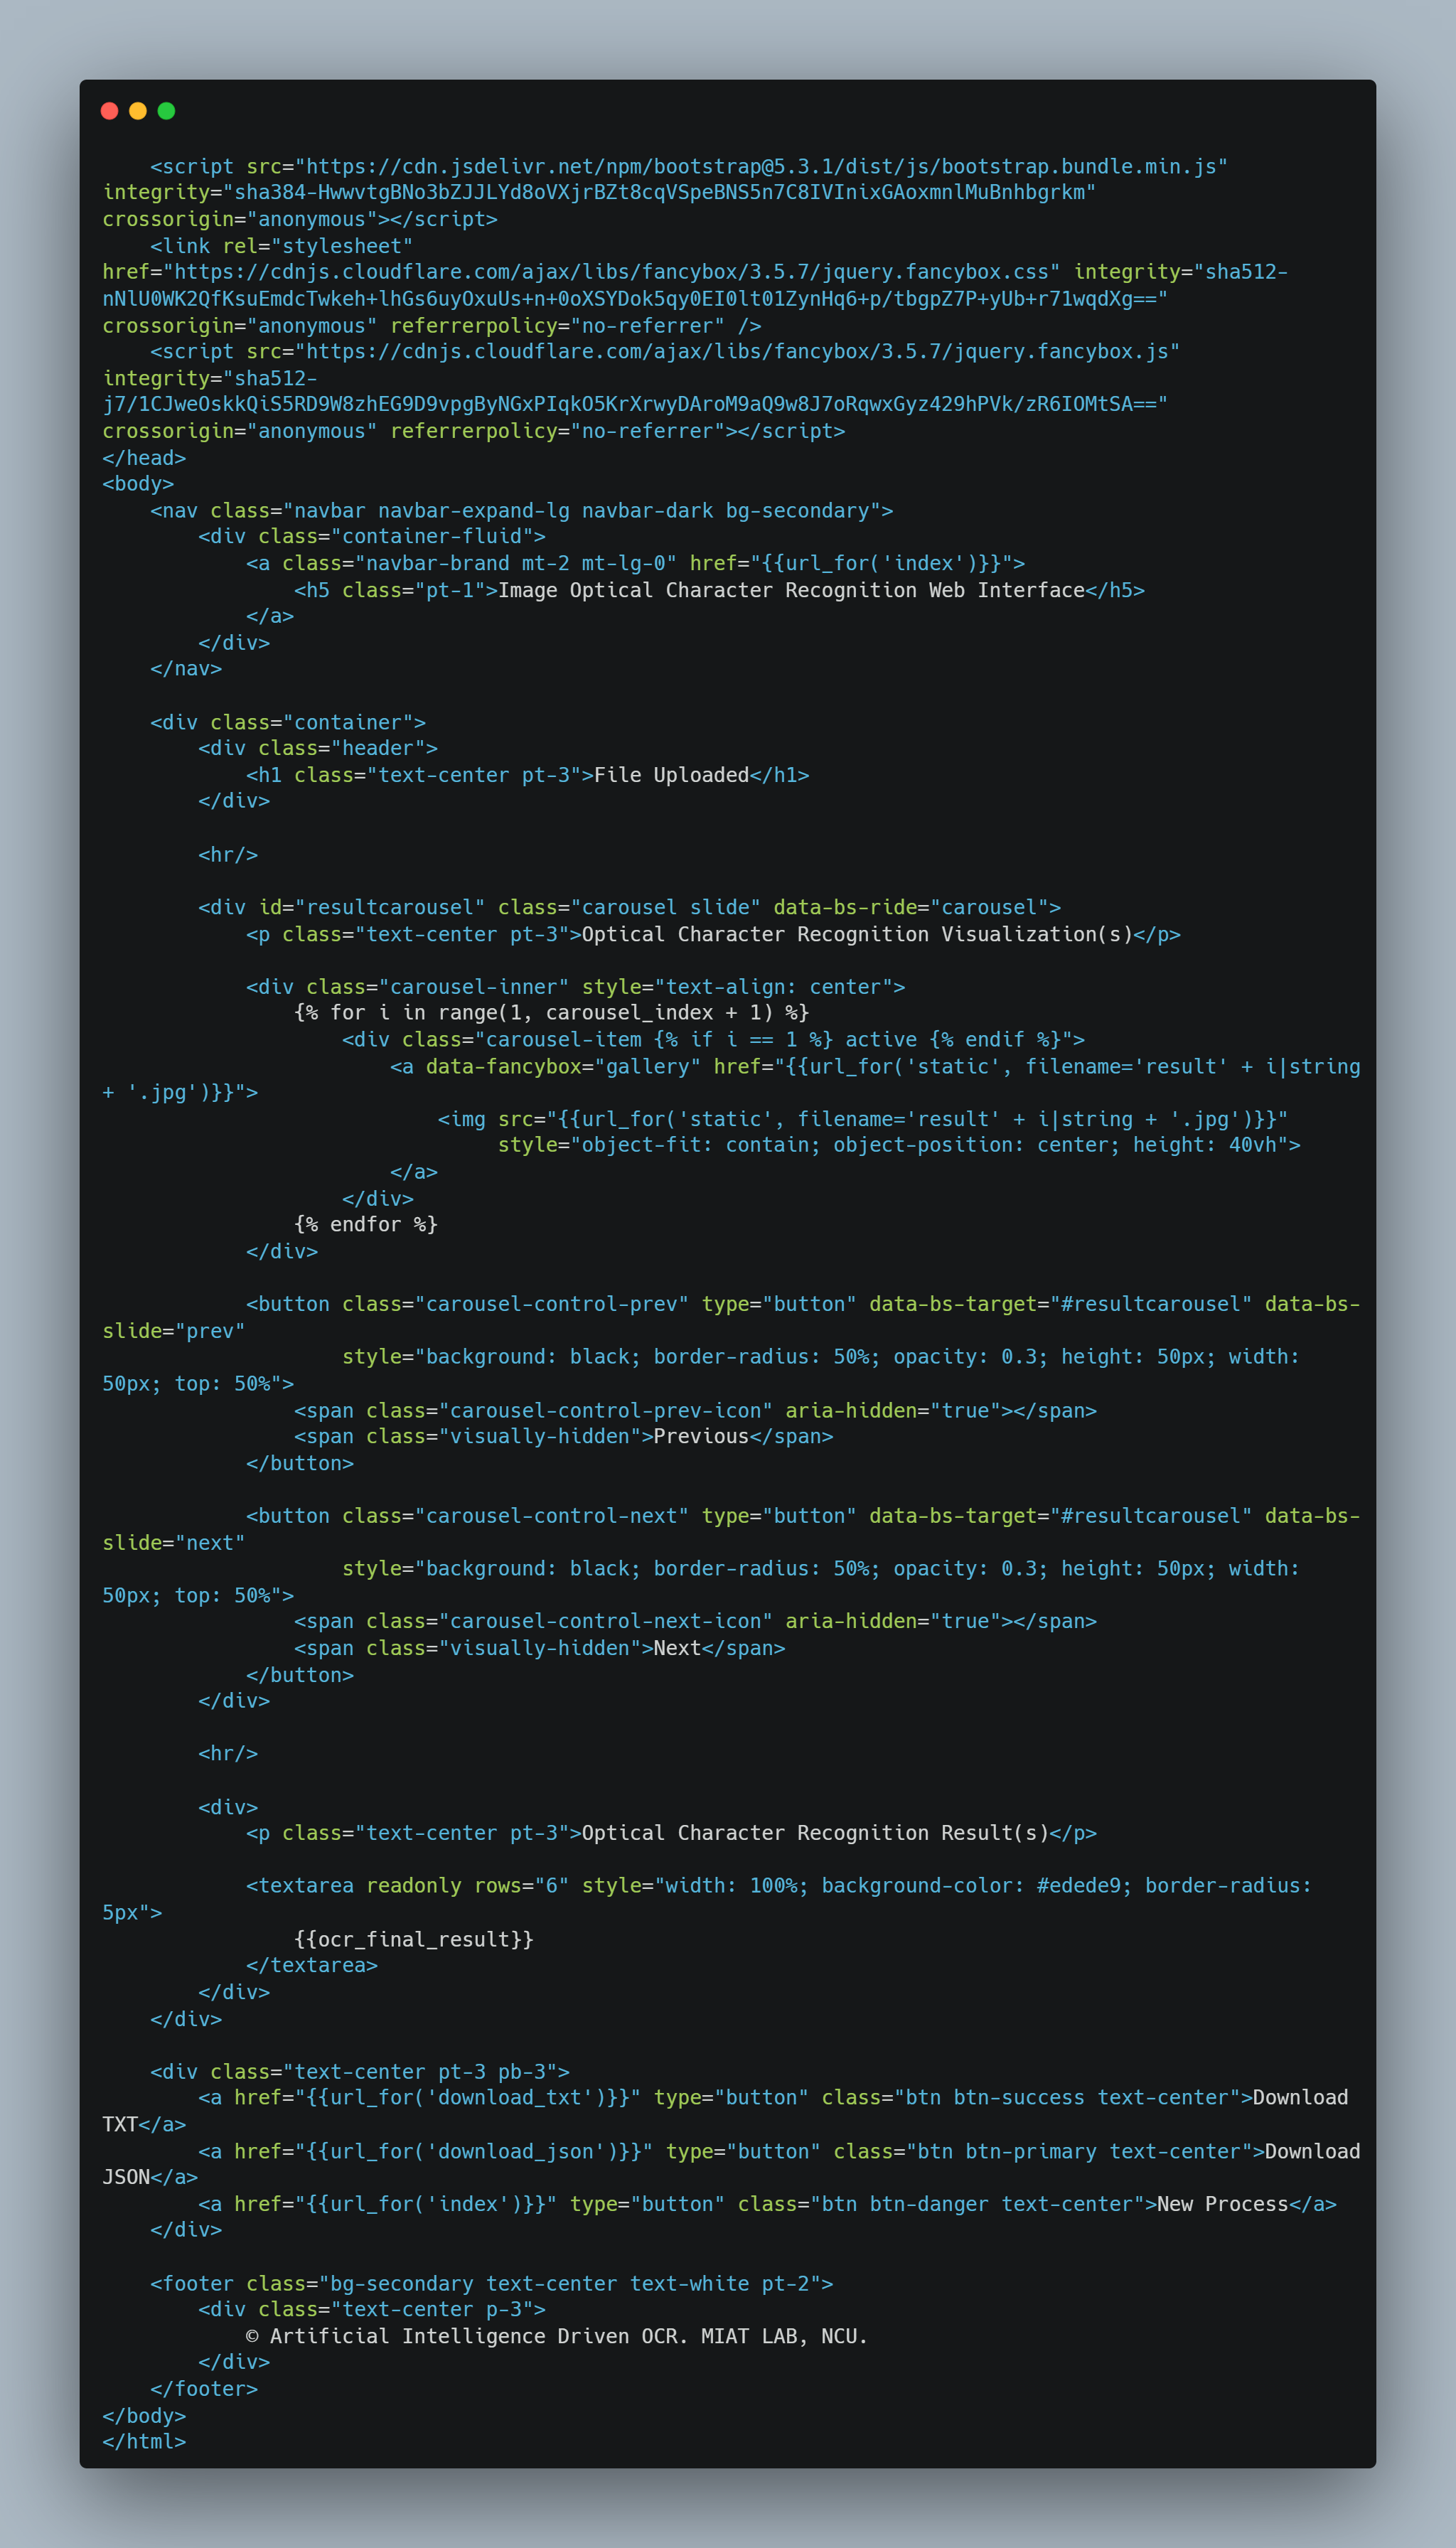 <script src="https://cdn.jsdelivr.net/npm/bootstrap@5.3.1/dist/js/bootstrap.bundle.min.js"
integrity="sha384-HwwvtgBNo3bZJJLYd8oVXjrBZt8cqVSpeBNS5n7C8IVInixGAoxmnlMuBnhbgrkm"
crossorigin="anonymous"></script>
    <link rel="stylesheet"
href="https://cdnjs.cloudflare.com/ajax/libs/fancybox/3.5.7/jquery.fancybox.css" integrity="sha512-
nNlU0WK2QfKsuEmdcTwkeh+lhGs6uyOxuUs+n+0oXSYDok5qy0EI0lt01ZynHq6+p/tbgpZ7P+yUb+r71wqdXg=="
crossorigin="anonymous" referrerpolicy="no-referrer" />
    <script src="https://cdnjs.cloudflare.com/ajax/libs/fancybox/3.5.7/jquery.fancybox.js"
integrity="sha512-
j7/1CJweOskkQiS5RD9W8zhEG9D9vpgByNGxPIqkO5KrXrwyDAroM9aQ9w8J7oRqwxGyz429hPVk/zR6IOMtSA=="
crossorigin="anonymous" referrerpolicy="no-referrer"></script>
</head>
<body>
    <nav class="navbar navbar-expand-lg navbar-dark bg-secondary">
        <div class="container-fluid">
            <a class="navbar-brand mt-2 mt-lg-0" href="{{url_for('index')}}">
                <h5 class="pt-1">Image Optical Character Recognition Web Interface</h5>
            </a>
        </div>
    </nav>

    <div class="container">
        <div class="header">
            <h1 class="text-center pt-3">File Uploaded</h1>
        </div>

        <hr/>

        <div id="resultcarousel" class="carousel slide" data-bs-ride="carousel">
            <p class="text-center pt-3">Optical Character Recognition Visualization(s)</p>

            <div class="carousel-inner" style="text-align: center">
                {% for i in range(1, carousel_index + 1) %}
                    <div class="carousel-item {% if i == 1 %} active {% endif %}">
                        <a data-fancybox="gallery" href="{{url_for('static', filename='result' + i|string
+ '.jpg')}}">
                            <img src="{{url_for('static', filename='result' + i|string + '.jpg')}}"
                                 style="object-fit: contain; object-position: center; height: 40vh">
                        </a>
                    </div>
                {% endfor %}
            </div>

            <button class="carousel-control-prev" type="button" data-bs-target="#resultcarousel" data-bs-
slide="prev"
                    style="background: black; border-radius: 50%; opacity: 0.3; height: 50px; width:
50px; top: 50%">
                <span class="carousel-control-prev-icon" aria-hidden="true"></span>
                <span class="visually-hidden">Previous</span>
            </button>

            <button class="carousel-control-next" type="button" data-bs-target="#resultcarousel" data-bs-
slide="next"
                    style="background: black; border-radius: 50%; opacity: 0.3; height: 50px; width:
50px; top: 50%">
                <span class="carousel-control-next-icon" aria-hidden="true"></span>
                <span class="visually-hidden">Next</span>
            </button>
        </div>

        <hr/>

        <div>
            <p class="text-center pt-3">Optical Character Recognition Result(s)</p>

            <textarea readonly rows="6" style="width: 100%; background-color: #edede9; border-radius:
5px">
                {{ocr_final_result}}
            </textarea>
        </div>
    </div>

    <div class="text-center pt-3 pb-3">
        <a href="{{url_for('download_txt')}}" type="button" class="btn btn-success text-center">Download
TXT</a>
        <a href="{{url_for('download_json')}}" type="button" class="btn btn-primary text-center">Download
JSON</a>
        <a href="{{url_for('index')}}" type="button" class="btn btn-danger text-center">New Process</a>
    </div>

    <footer class="bg-secondary text-center text-white pt-2">
        <div class="text-center p-3">
            © Artificial Intelligence Driven OCR. MIAT LAB, NCU.
        </div>
    </footer>
</body>
</html>